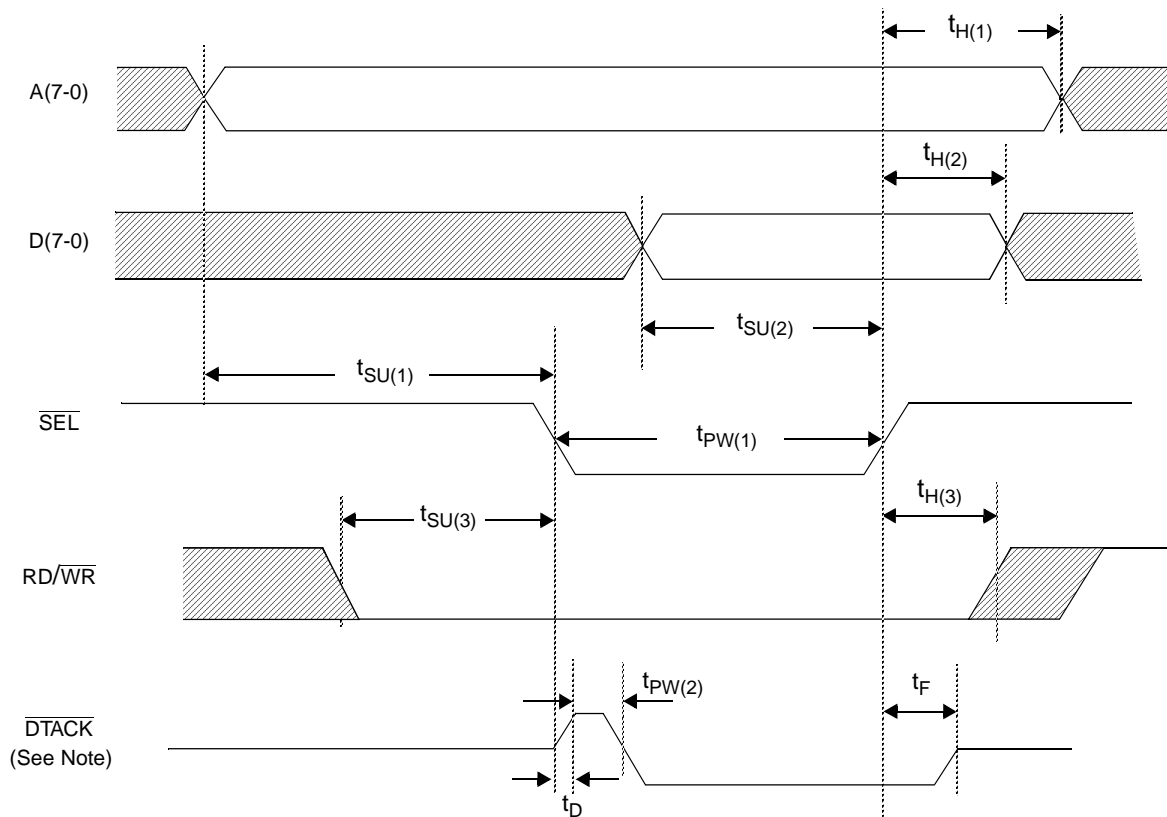 tH(1)
A(7-0)
tH(2)
D(7-0)
tSU(2)
tSU(1)
SEL
tPW(1)
tH(3)
tSU(3)
RD/WR
tPW(2)
tF
DTACK
(See Note)
tD